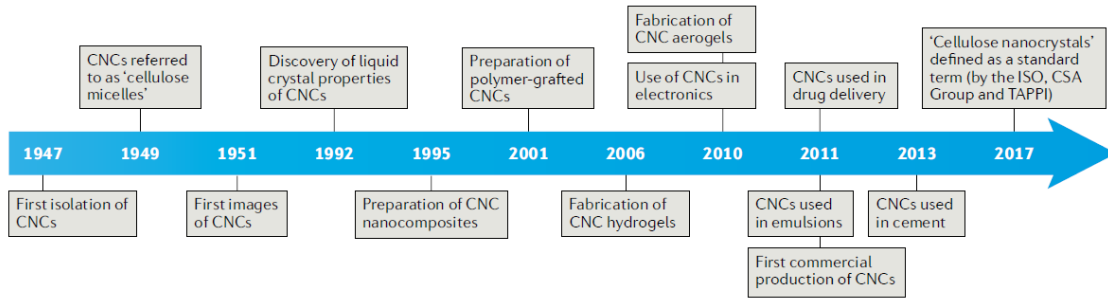 Fabrication of
CNC aerogels
CNCs referred
to as ‘cellulose
micelles’
Discovery of liquid
crystal properties
of CNCs
Preparation of
polymer-grafted
CNCs
Use of CNCs in
electronics
CNCs used in
drug delivery
‘Cellulose nanocrystals’
defined as a standard
term (by the ISO, CSA
Group and TAPPI)
1947 1949 1951 1992 1995 2001 2006 2010 2011 2013 2017
First isolation of
CNCs
First images
of CNCs
Preparation of CNC
nanocomposites
Fabrication of
CNC hydrogels
CNCs used
in emulsions
CNCs used
in cement
First commercial
production of CNCs